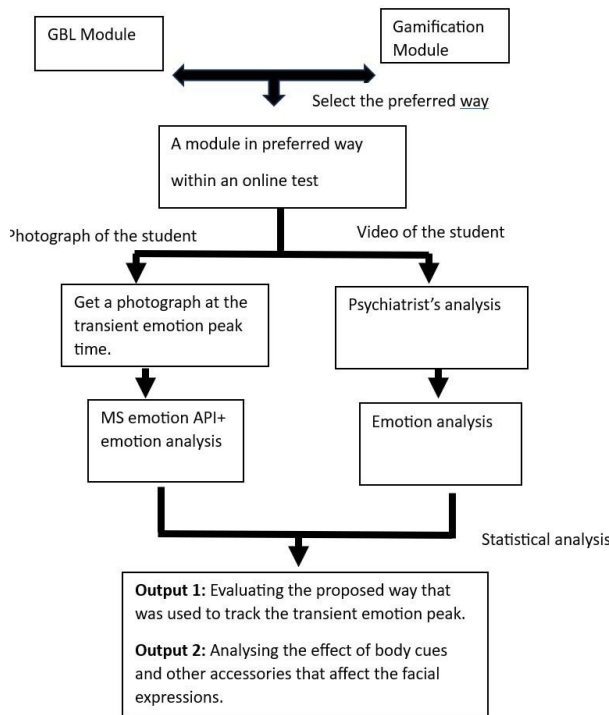 GBL Module
Gamification
Module
Select the preferred way
A module in preferred way
within an online test
Photograph of the student
Video of the student
Get a photograph at the
transient emotion peak
time.
Psychiatrist's analysis
MS emotion API+
emotion analysis
Emotion analysis
Statistical analysis
Output 1: Evaluating the proposed way that
was used to track the transient emotion peak.
Output 2: Analysing the effect of body cues
and other accessories that affect the facial
expressions.